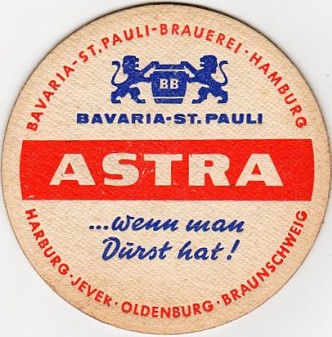 BAVARIA-ST.PAULI-BRAUEREI·HAMBURG
BB
BAVARIA-ST.PAULI
ASTRA
...wenn man
Durst hat!
HARBURG·JEVER·OLDENBURG·BRAUNSCHWEIG